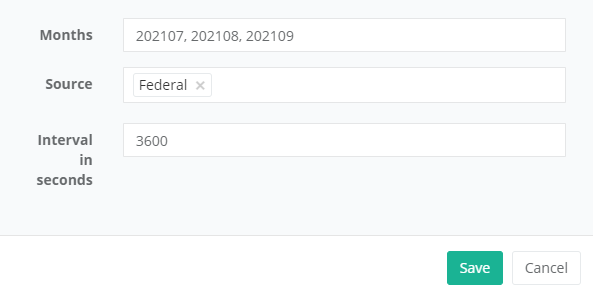 Months
202107, 202108, 202109
Source
Federal ×
Interval
in
seconds
3600
Save
Cancel